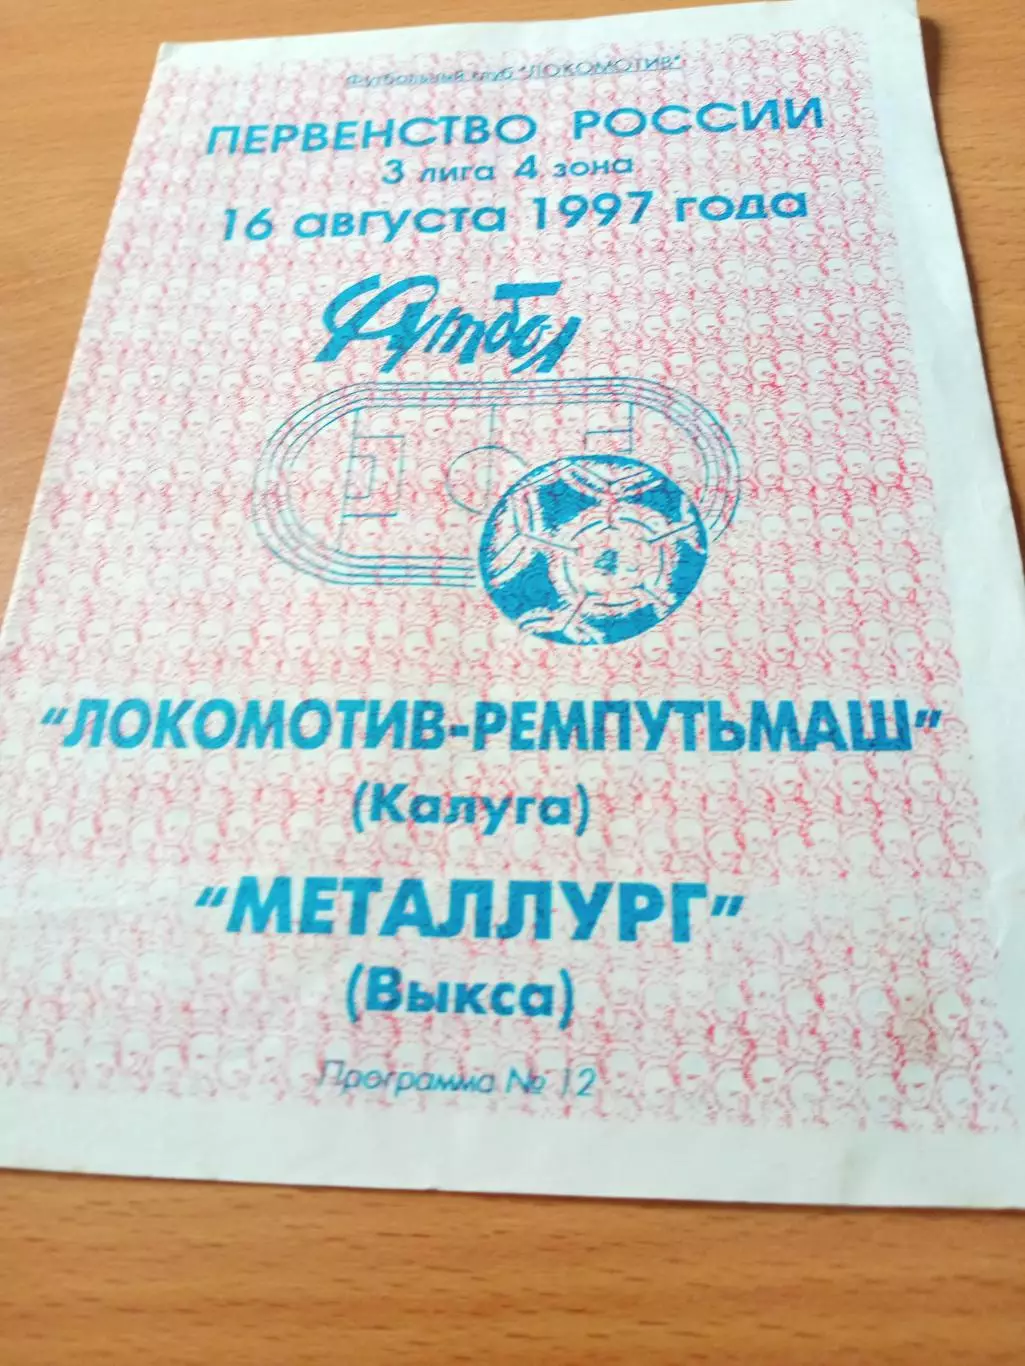 Футбольный клуб "ЛОКОМОТИВ"
ПЕРВЕНСТВО РОССИИ
3 лига 4 зона
16 августа 1997 года
Футбол
"ЛОКОМОТИВ-РЕМПУТЬМАШ"
(Калуга)
"МЕТАЛЛУРГ"
(Выкса)
Программа № 12